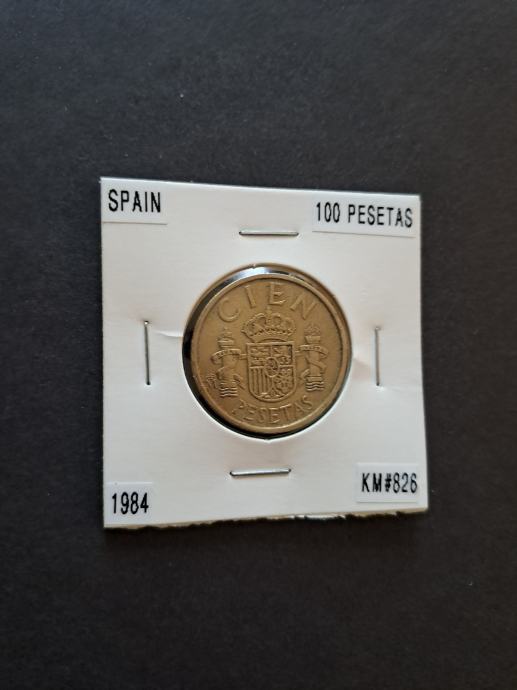 SPAIN
100 PESETAS
CIEN
PESETAS
1984
KM#826